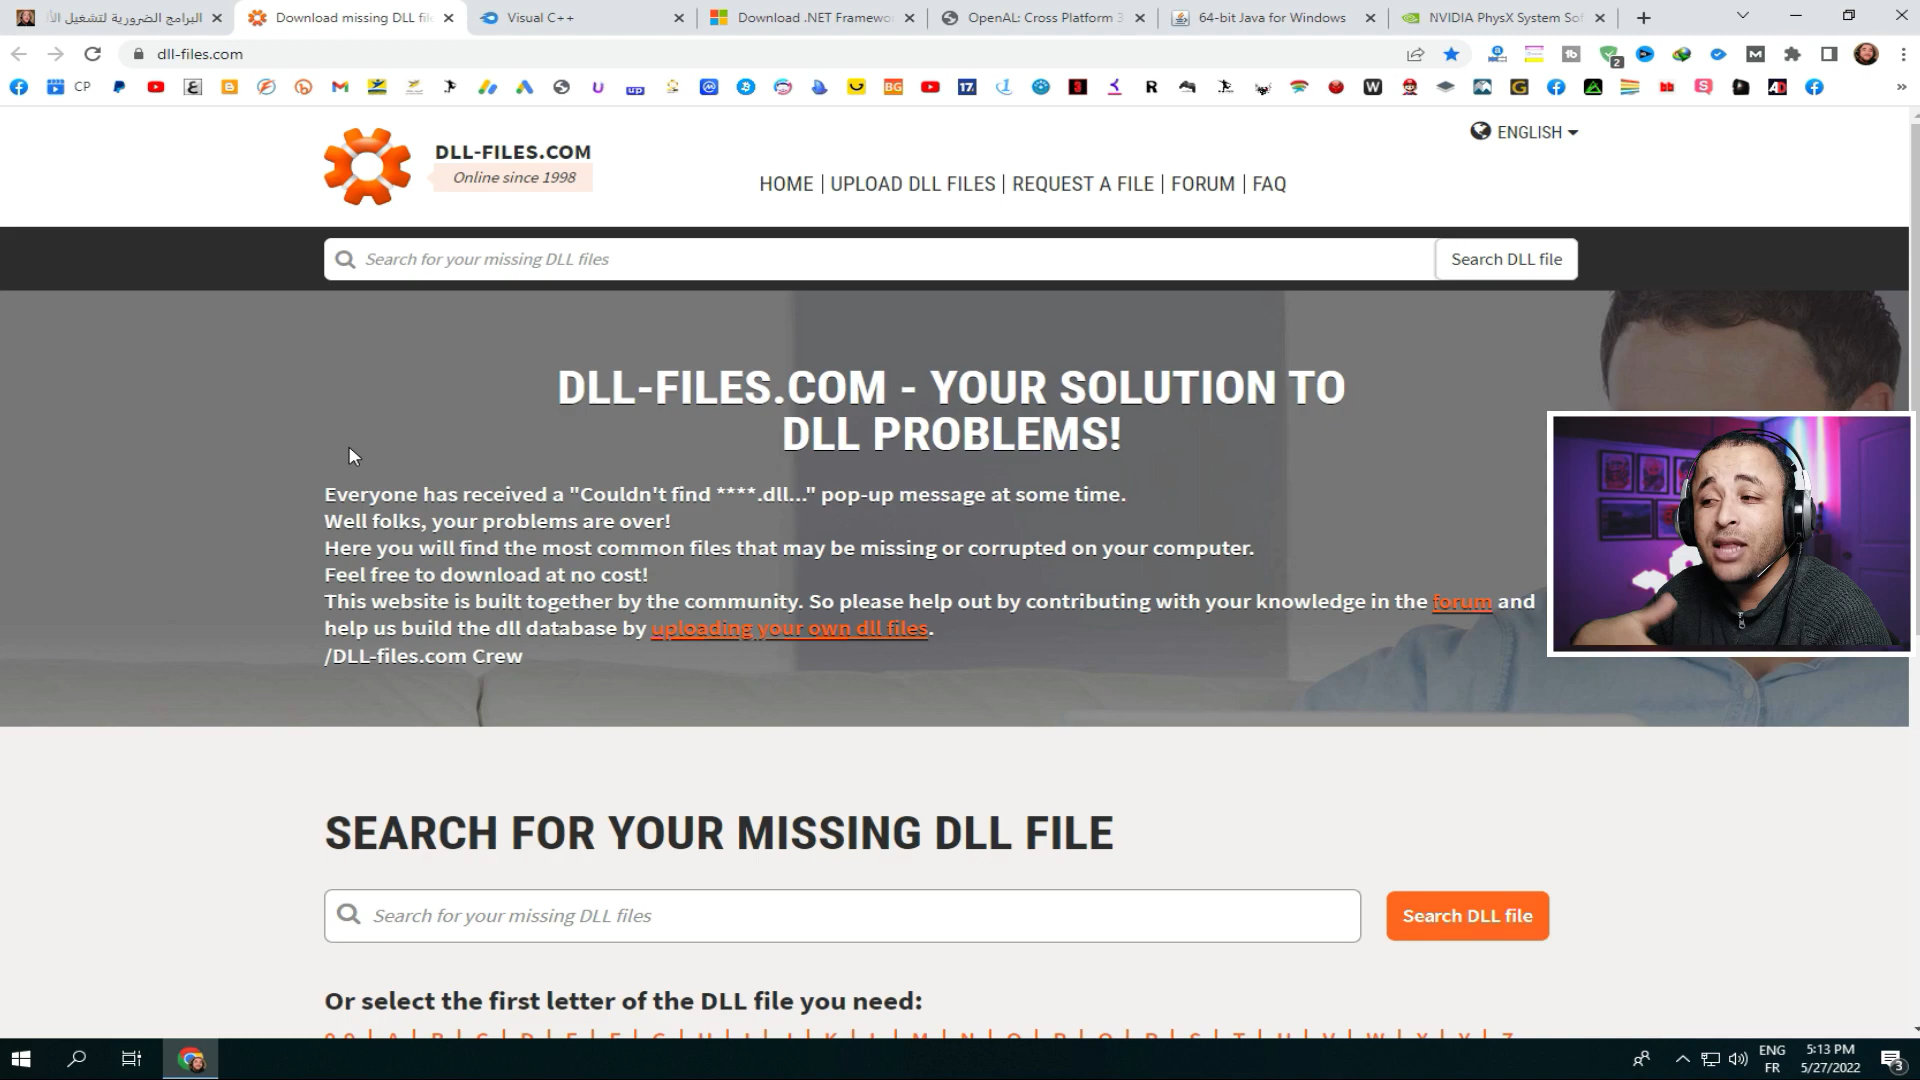 البرامج الضرورية لتشغيل الأ
Download missing DLL fil
Visual C++
Download .NET Framewo
OpenAL: Cross Platform 3
64-bit Java for Windows
NVIDIA PhysX System Sof
dll-files.com
CP
DLL-FILES.COM
Online since 1998
ENGLISH
HOME | UPLOAD DLL FILES | REQUEST A FILE | FORUM | FAQ
Search for your missing DLL files
Search DLL file
DLL-FILES.COM - YOUR SOLUTION TO
DLL PROBLEMS!
Everyone has received a "Couldn't find ****.dll..." pop-up message at some time.
Well folks, your problems are over!
Here you will find the most common files that may be missing or corrupted on your computer.
Feel free to download at no cost!
This website is built together by the community. So please help out by contributing with your knowledge in the forum and
help us build the dll database by uploading your own dll files.
/DLL-files.com Crew
SEARCH FOR YOUR MISSING DLL FILE
Search for your missing DLL files
Search DLL file
Or select the first letter of the DLL file you need:
ENG
FR
5:13 PM
5/27/2022
3